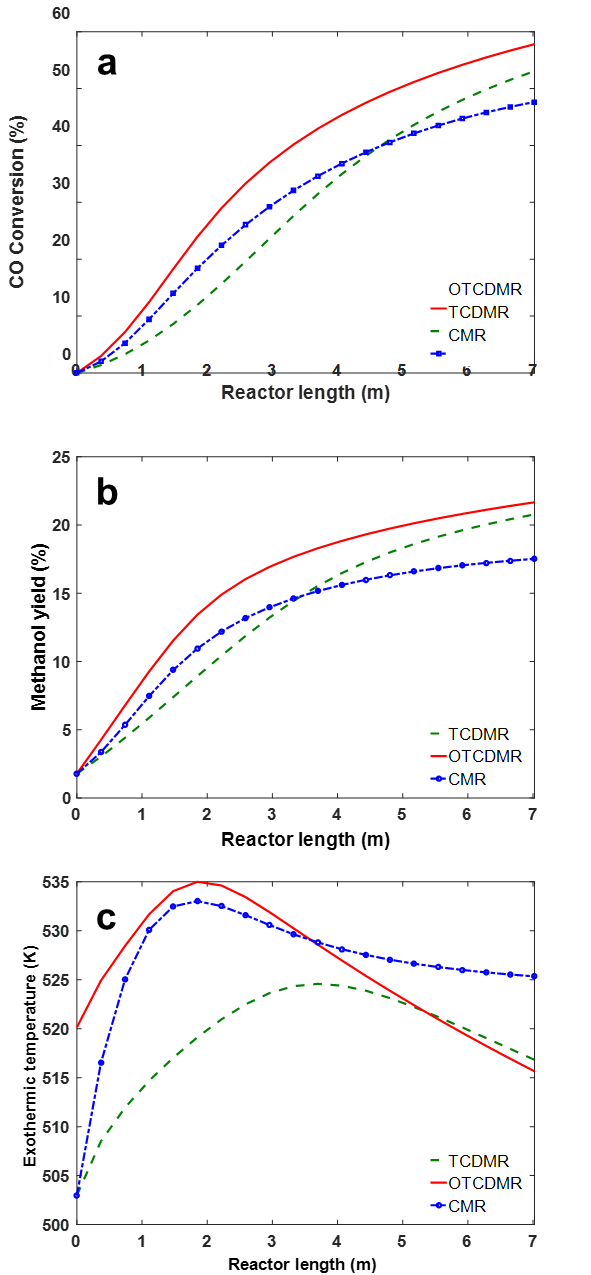 60
a
50
40
30
20
10
0
CO Conversion (%)
OTCDMR
TCDMR
CMR
0 1 2 3 4 5 6 7
Reactor length (m)
25
b
20
15
10
5
0
Methanol yield (%)
TCDMR
OTCDMR
CMR
0 1 2 3 4 5 6 7
Reactor length (m)
535
c
530
525
520
515
510
505
500
Exothermic temperature (K)
TCDMR
OTCDMR
CMR
0 1 2 3 4 5 6 7
Reactor length (m)